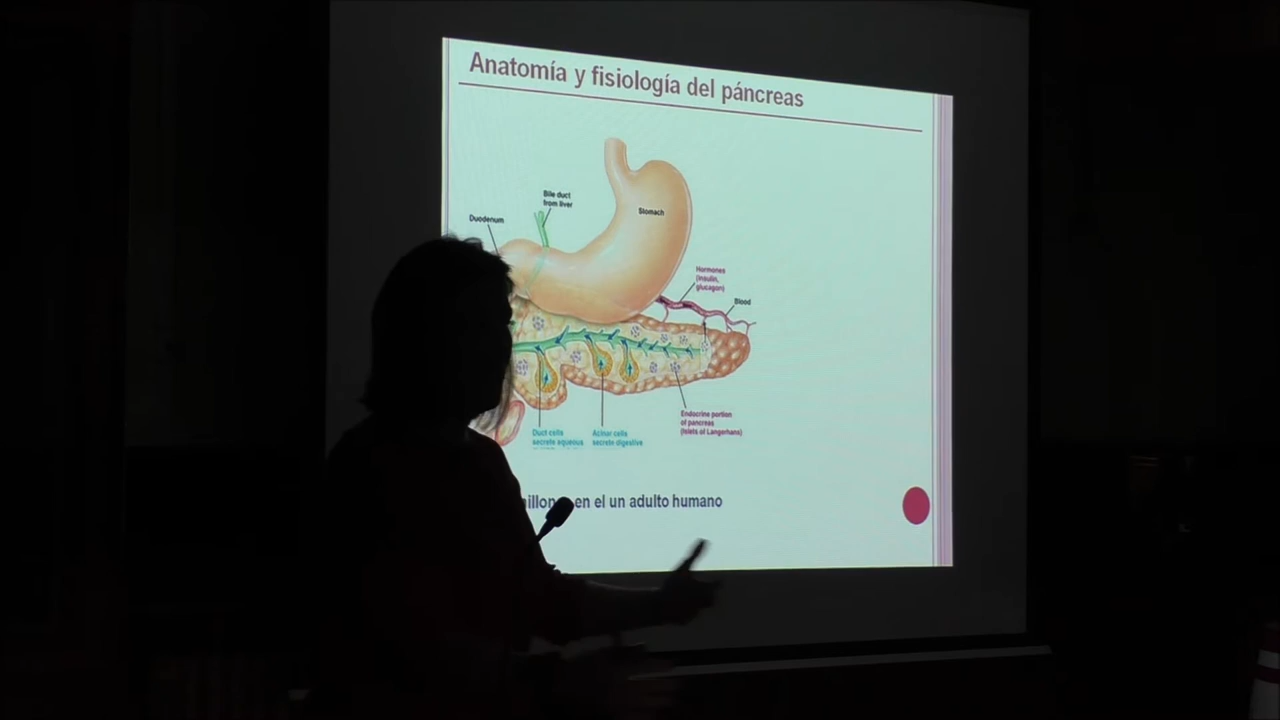 Anatomía y fisiología del páncreas
Bile duct
from liver
Duodenum
Stomach
Hormones
(insulin,
glucagon)
Blood
Endocrine portion
of pancreas
(Islets of Langerhans)
Duct cells
secrete aqueous
Acinar cells
secrete digestive
en el un adulto humano